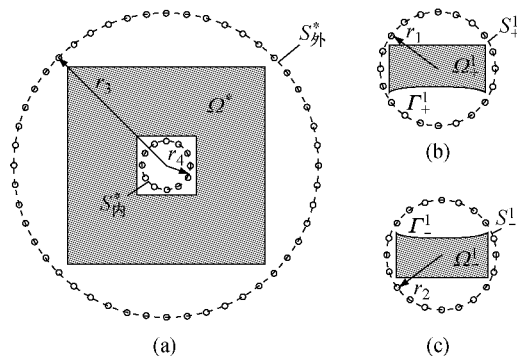 S*外
r3
Ω*
r4
S*内
(a)
S1+
r1
Ω1+
Γ1+
(b)
S1−
Γ1−
Ω1−
r2
(c)